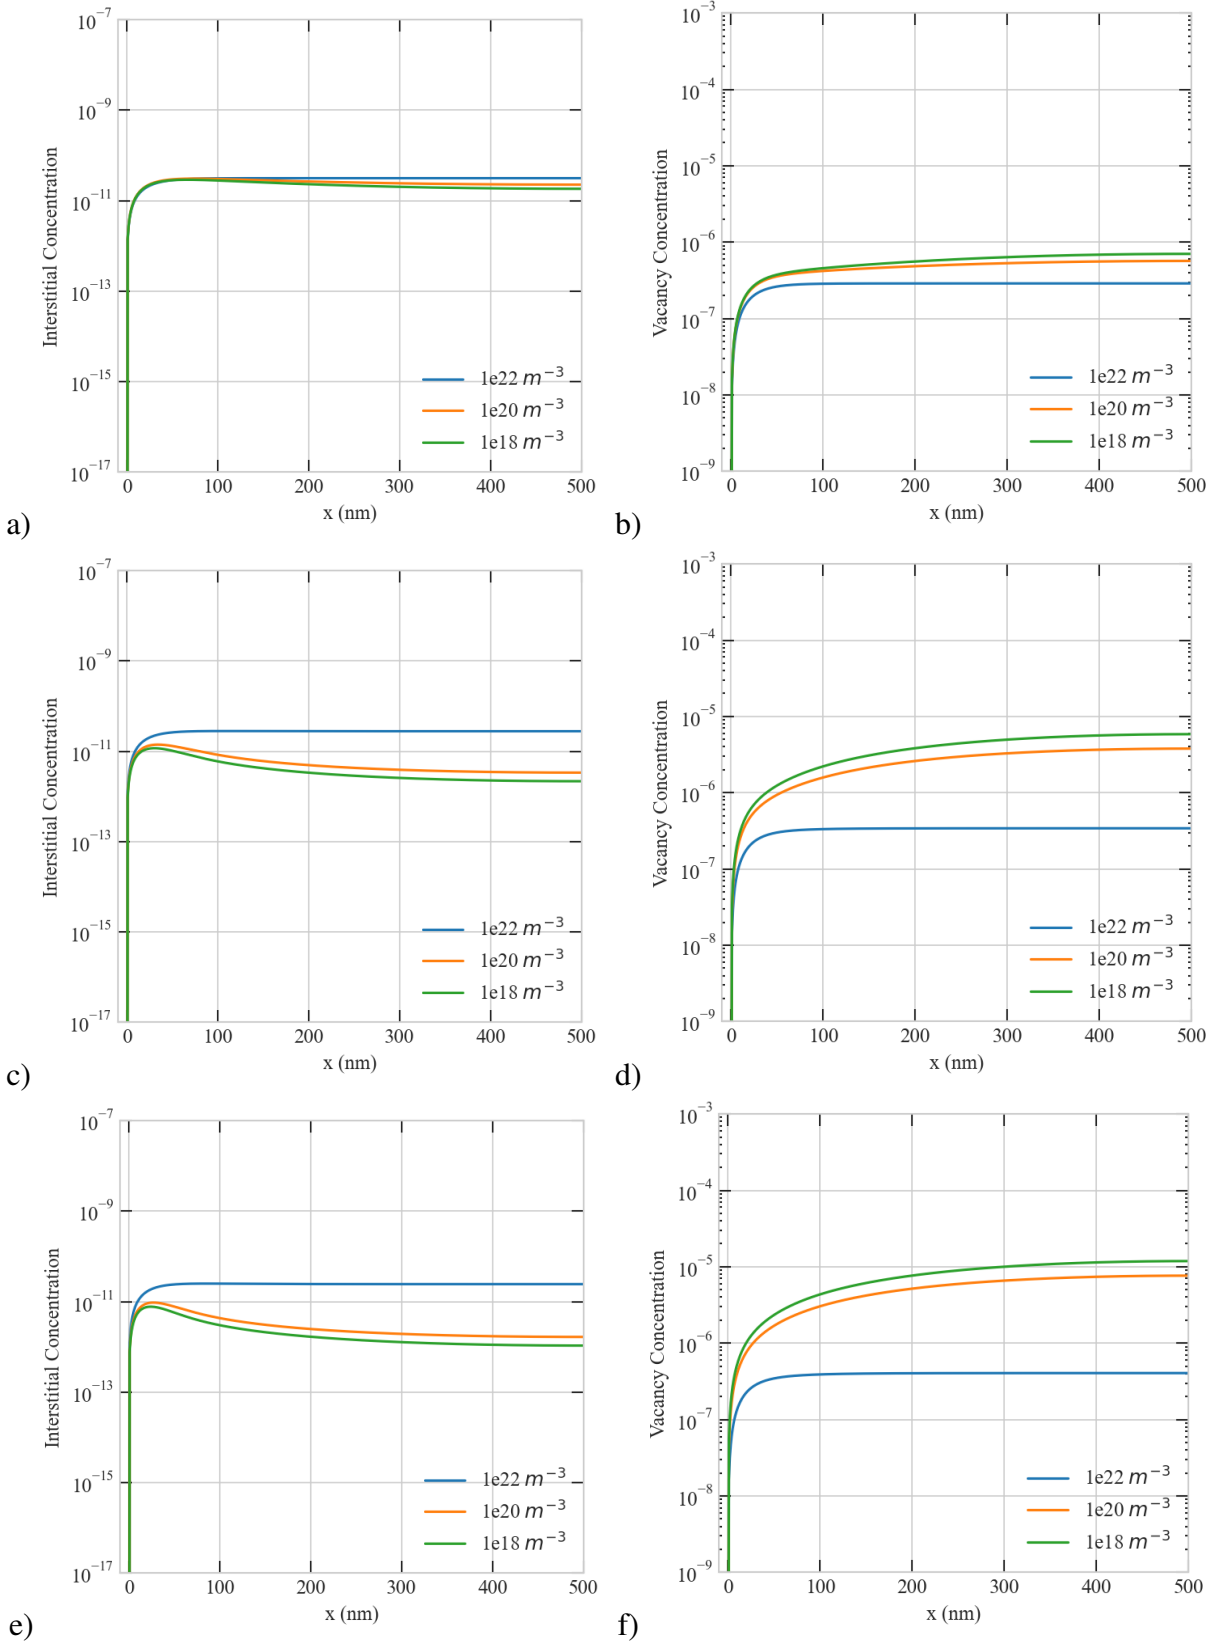 10⁻⁷
10⁻⁹
10⁻¹¹
10⁻¹³
10⁻¹⁵
10⁻¹⁷
Interstitial Concentration
1e22 m⁻³
1e20 m⁻³
1e18 m⁻³
0 100 200 300 400 500
x (nm)
a)
10⁻³
10⁻⁴
10⁻⁵
10⁻⁶
10⁻⁷
10⁻⁸
10⁻⁹
Vacancy Concentration
1e22 m⁻³
1e20 m⁻³
1e18 m⁻³
0 100 200 300 400 500
x (nm)
b)
10⁻⁷
10⁻⁹
10⁻¹¹
10⁻¹³
10⁻¹⁵
10⁻¹⁷
Interstitial Concentration
1e22 m⁻³
1e20 m⁻³
1e18 m⁻³
0 100 200 300 400 500
x (nm)
c)
10⁻³
10⁻⁴
10⁻⁵
10⁻⁶
10⁻⁷
10⁻⁸
10⁻⁹
Vacancy Concentration
1e22 m⁻³
1e20 m⁻³
1e18 m⁻³
0 100 200 300 400 500
x (nm)
d)
10⁻⁷
10⁻⁹
10⁻¹¹
10⁻¹³
10⁻¹⁵
10⁻¹⁷
Interstitial Concentration
1e22 m⁻³
1e20 m⁻³
1e18 m⁻³
0 100 200 300 400 500
x (nm)
e)
10⁻³
10⁻⁴
10⁻⁵
10⁻⁶
10⁻⁷
10⁻⁸
10⁻⁹
Vacancy Concentration
1e22 m⁻³
1e20 m⁻³
1e18 m⁻³
0 100 200 300 400 500
x (nm)
f)